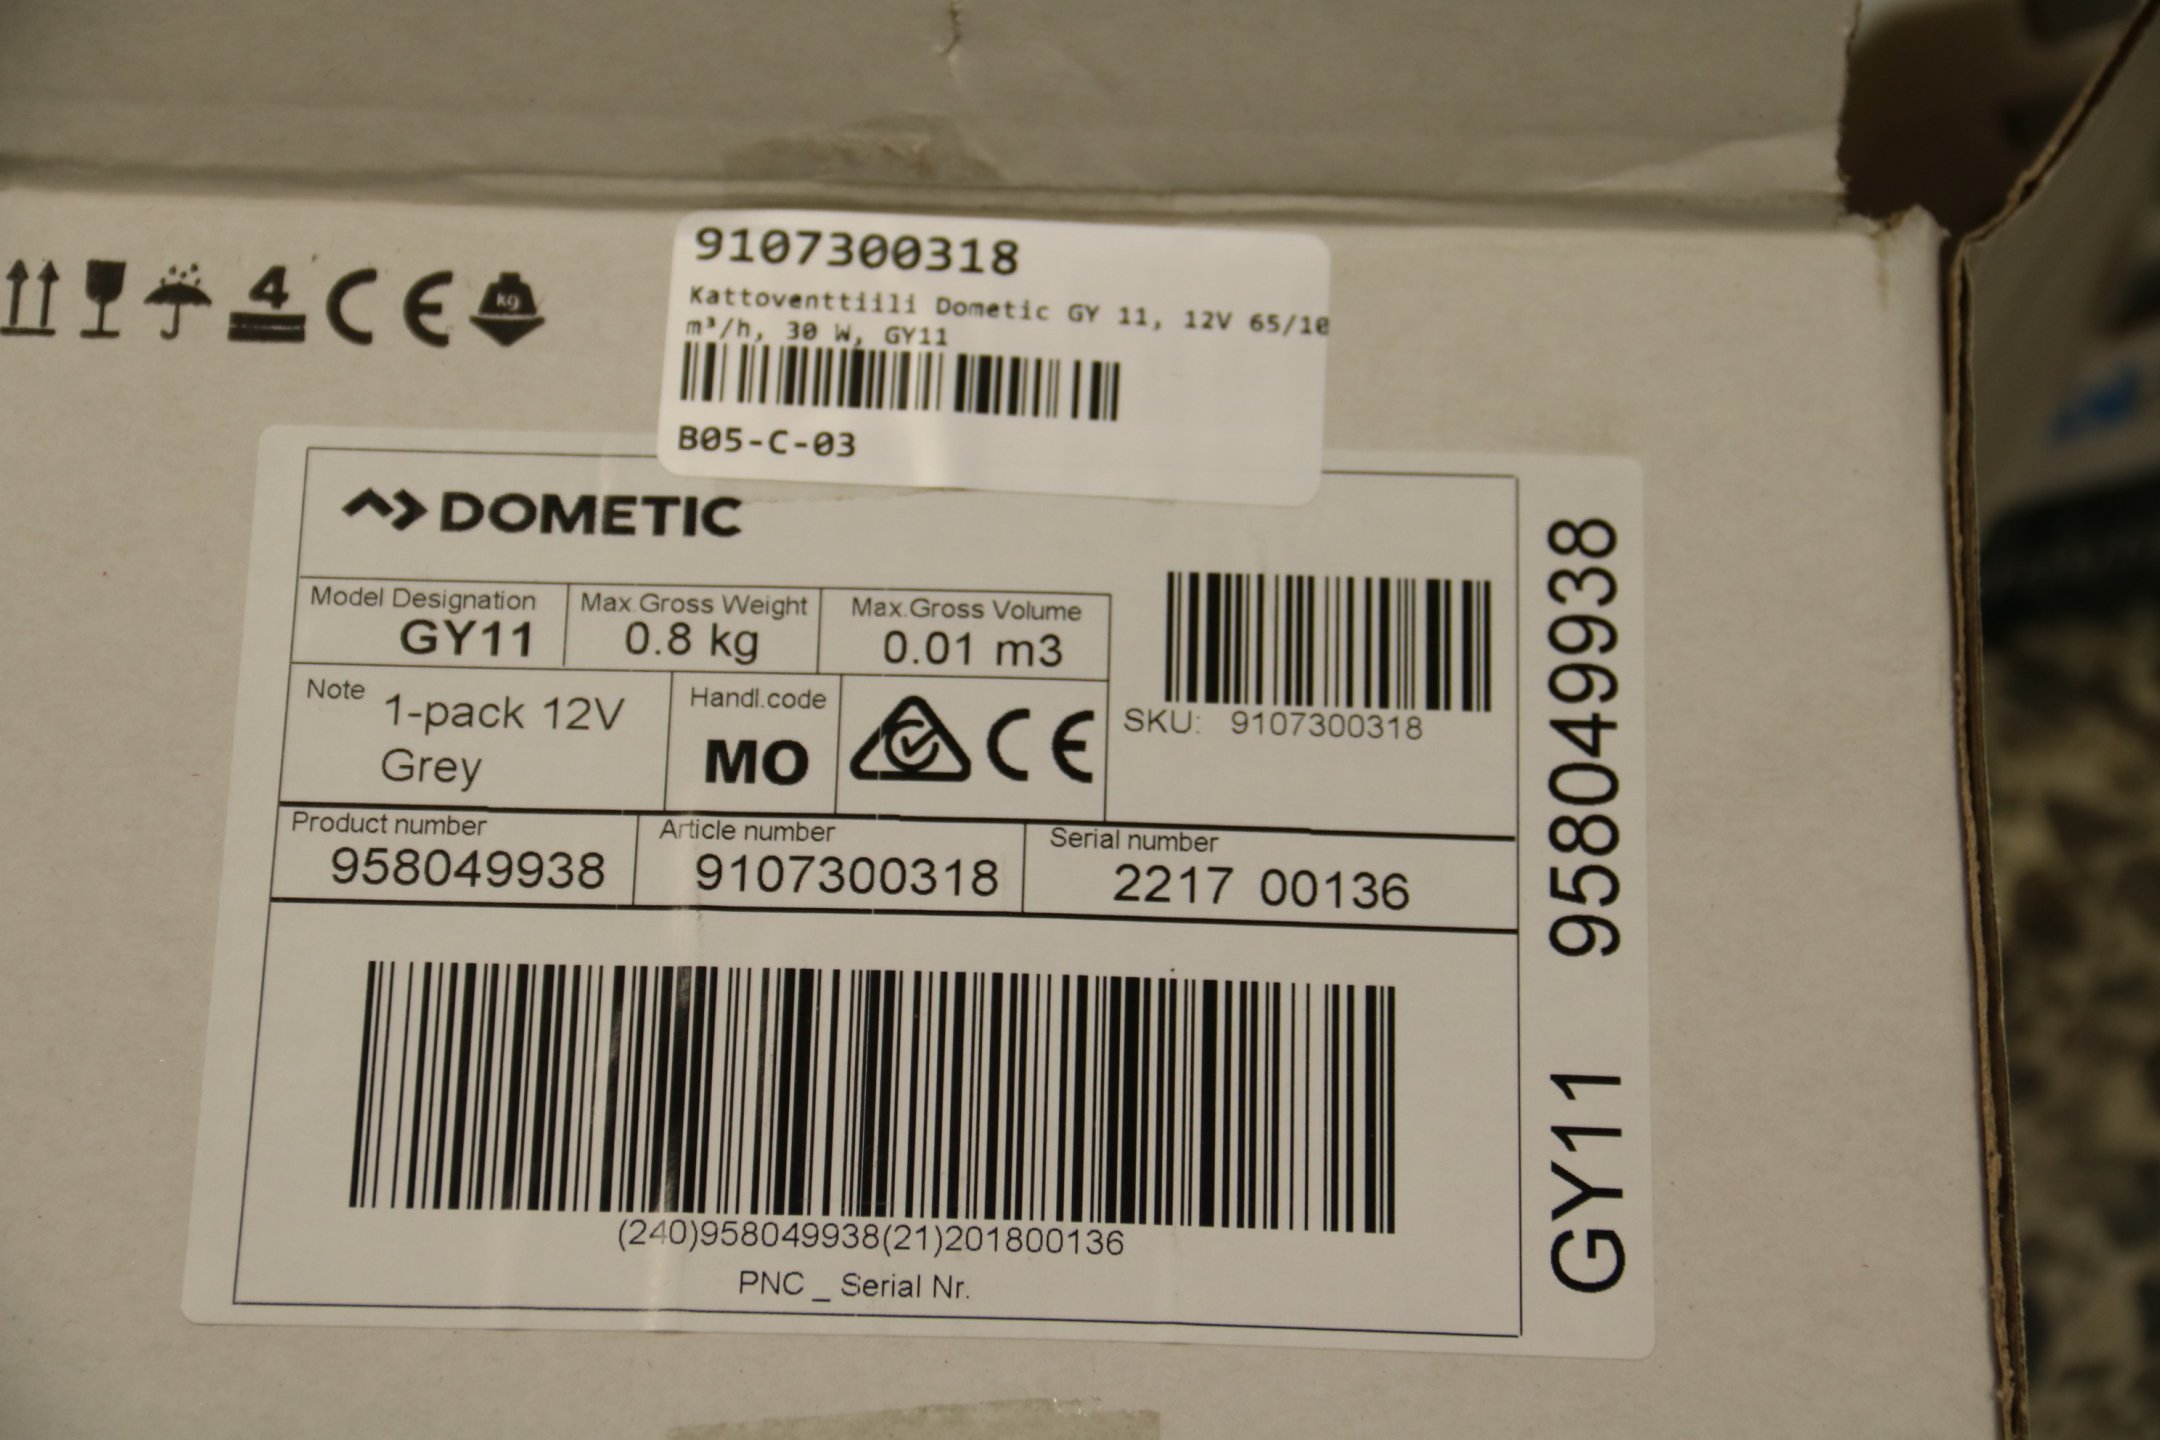 9107300318
Kattoventtiili Dometic GY 11, 12V 65/10
m³/h, 30 W, GY11
B05-C-03
4
kg
DOMETIC
Model Designation
GY11
Max.Gross Weight
0.8 kg
Max.Gross Volume
0.01 m3
SKU: 9107300318
Note 1-pack 12V
Grey
Handl.code
MO
CE
Product number
958049938
Article number
9107300318
Serial number
2217 00136
(240)958049938(21)201800136
PNC _ Serial Nr.
GY11 958049938